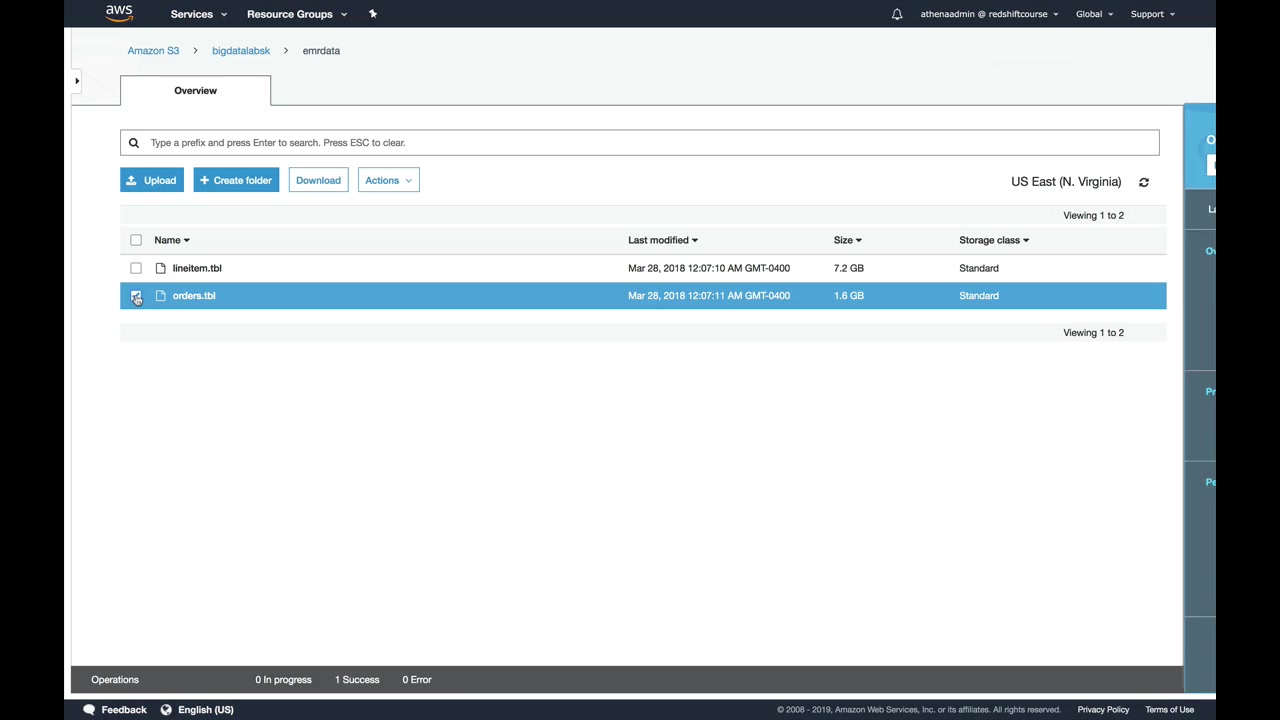 aws Services Resource Groups athenaadmin @ redshiftcourse Global Support
Amazon S3 > bigdatalabsk > emrdata
Overview
Type a prefix and press Enter to search. Press ESC to clear.
Upload + Create folder Download Actions US East (N. Virginia)
Viewing 1 to 2
Name Last modified Size Storage class
lineitem.tbl Mar 28, 2018 12:07:10 AM GMT-0400 7.2 GB Standard
orders.tbl Mar 28, 2018 12:07:11 AM GMT-0400 1.6 GB Standard
Viewing 1 to 2
Operations 0 In progress 1 Success 0 Error
Feedback English (US) © 2008 - 2019, Amazon Web Services, Inc. or its affiliates. All rights reserved. Privacy Policy Terms of Use